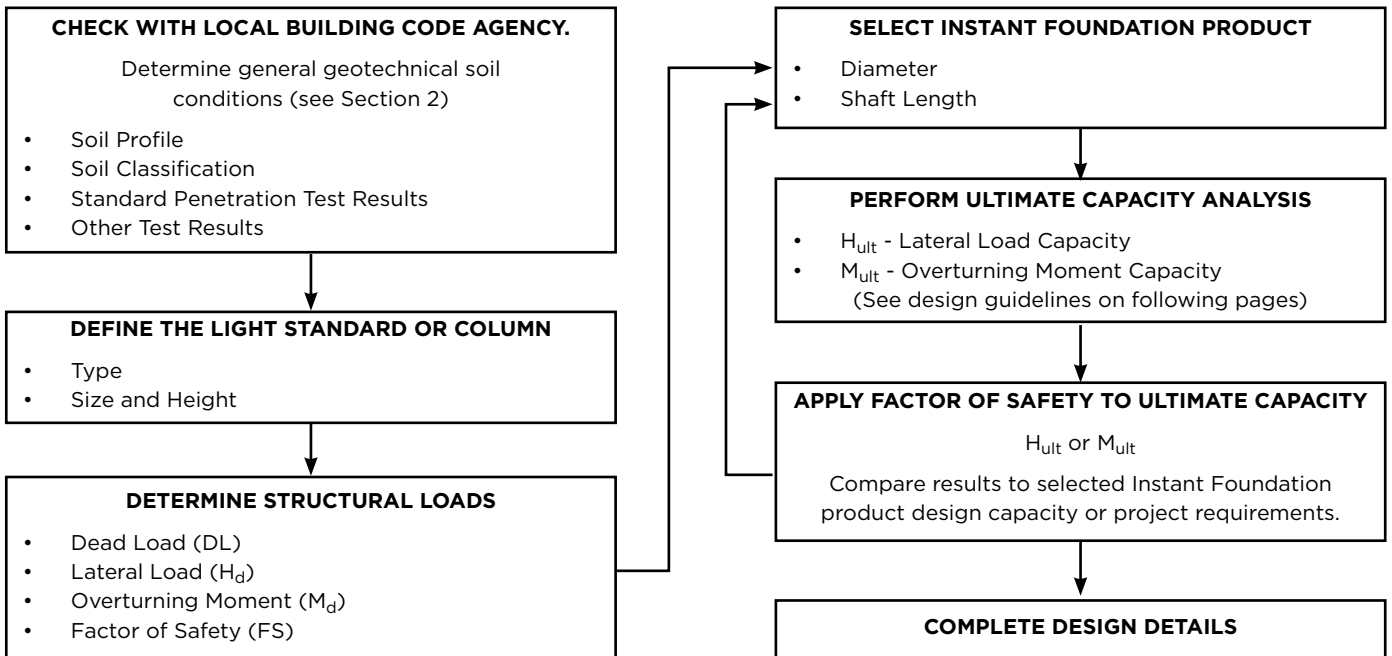 CHECK WITH LOCAL BUILDING CODE AGENCY.
Determine general geotechnical soil
conditions (see Section 2)
• Soil Profile
• Soil Classification
• Standard Penetration Test Results
• Other Test Results
DEFINE THE LIGHT STANDARD OR COLUMN
• Type
• Size and Height
DETERMINE STRUCTURAL LOADS
• Dead Load (DL)
• Lateral Load (Hd)
• Overturning Moment (Md)
• Factor of Safety (FS)
SELECT INSTANT FOUNDATION PRODUCT
• Diameter
• Shaft Length
PERFORM ULTIMATE CAPACITY ANALYSIS
• Hult - Lateral Load Capacity
• Mult - Overturning Moment Capacity
(See design guidelines on following pages)
APPLY FACTOR OF SAFETY TO ULTIMATE CAPACITY
Hult or Mult
Compare results to selected Instant Foundation
product design capacity or project requirements.
COMPLETE DESIGN DETAILS